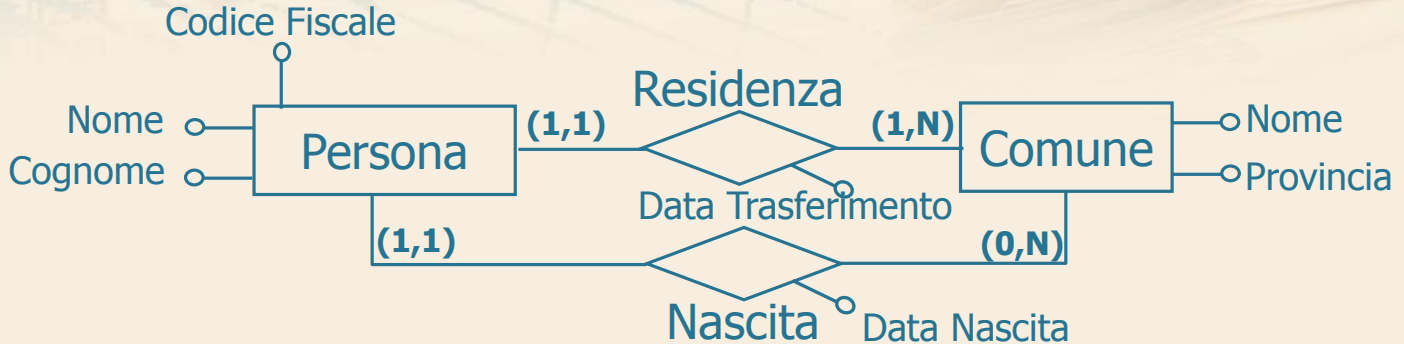 Codice Fiscale
Residenza
Nome (1,1) (1,N) Nome
Persona Comune
Cognome Provincia
Data Trasferimento
(1,1) (0,N)
Nascita Data Nascita